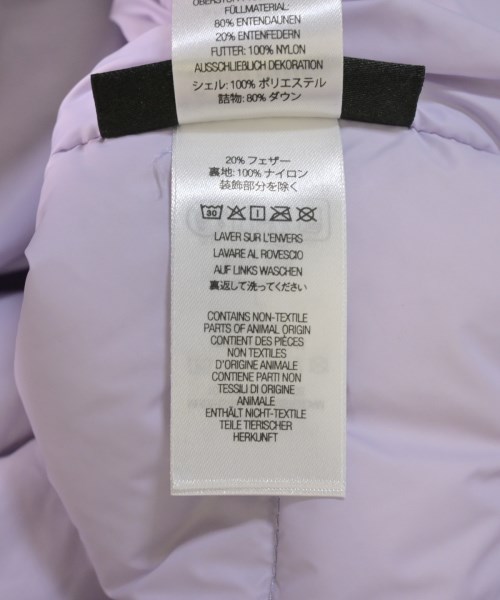 FÜLLMATERIAL:
80% ENTENDAUNEN
20% ENTENFEDERN
FUTTER: 100% NYLON
AUSSCHLIEBLICH DEKORATION
シェル: 100% ポリエステル
詰物: 80% ダウン
20% フェザー
裏地: 100% ナイロン
装飾部分を除く
30
LAVER SUR L'ENVERS
LAVARE AL ROVESCIO
AUF LINKS WASCHEN
裏返して洗ってください
CONTAINS NON-TEXTILE
PARTS OF ANIMAL ORIGIN
CONTIENT DES PIÈCES
NON TEXTILES
D'ORIGINE ANIMALE
CONTIENE PARTI NON
TESSILI DI ORIGINE
ANIMALE
ENTHÄLT NICHT-TEXTILE
TEILE TIERISCHER
HERKUNFT